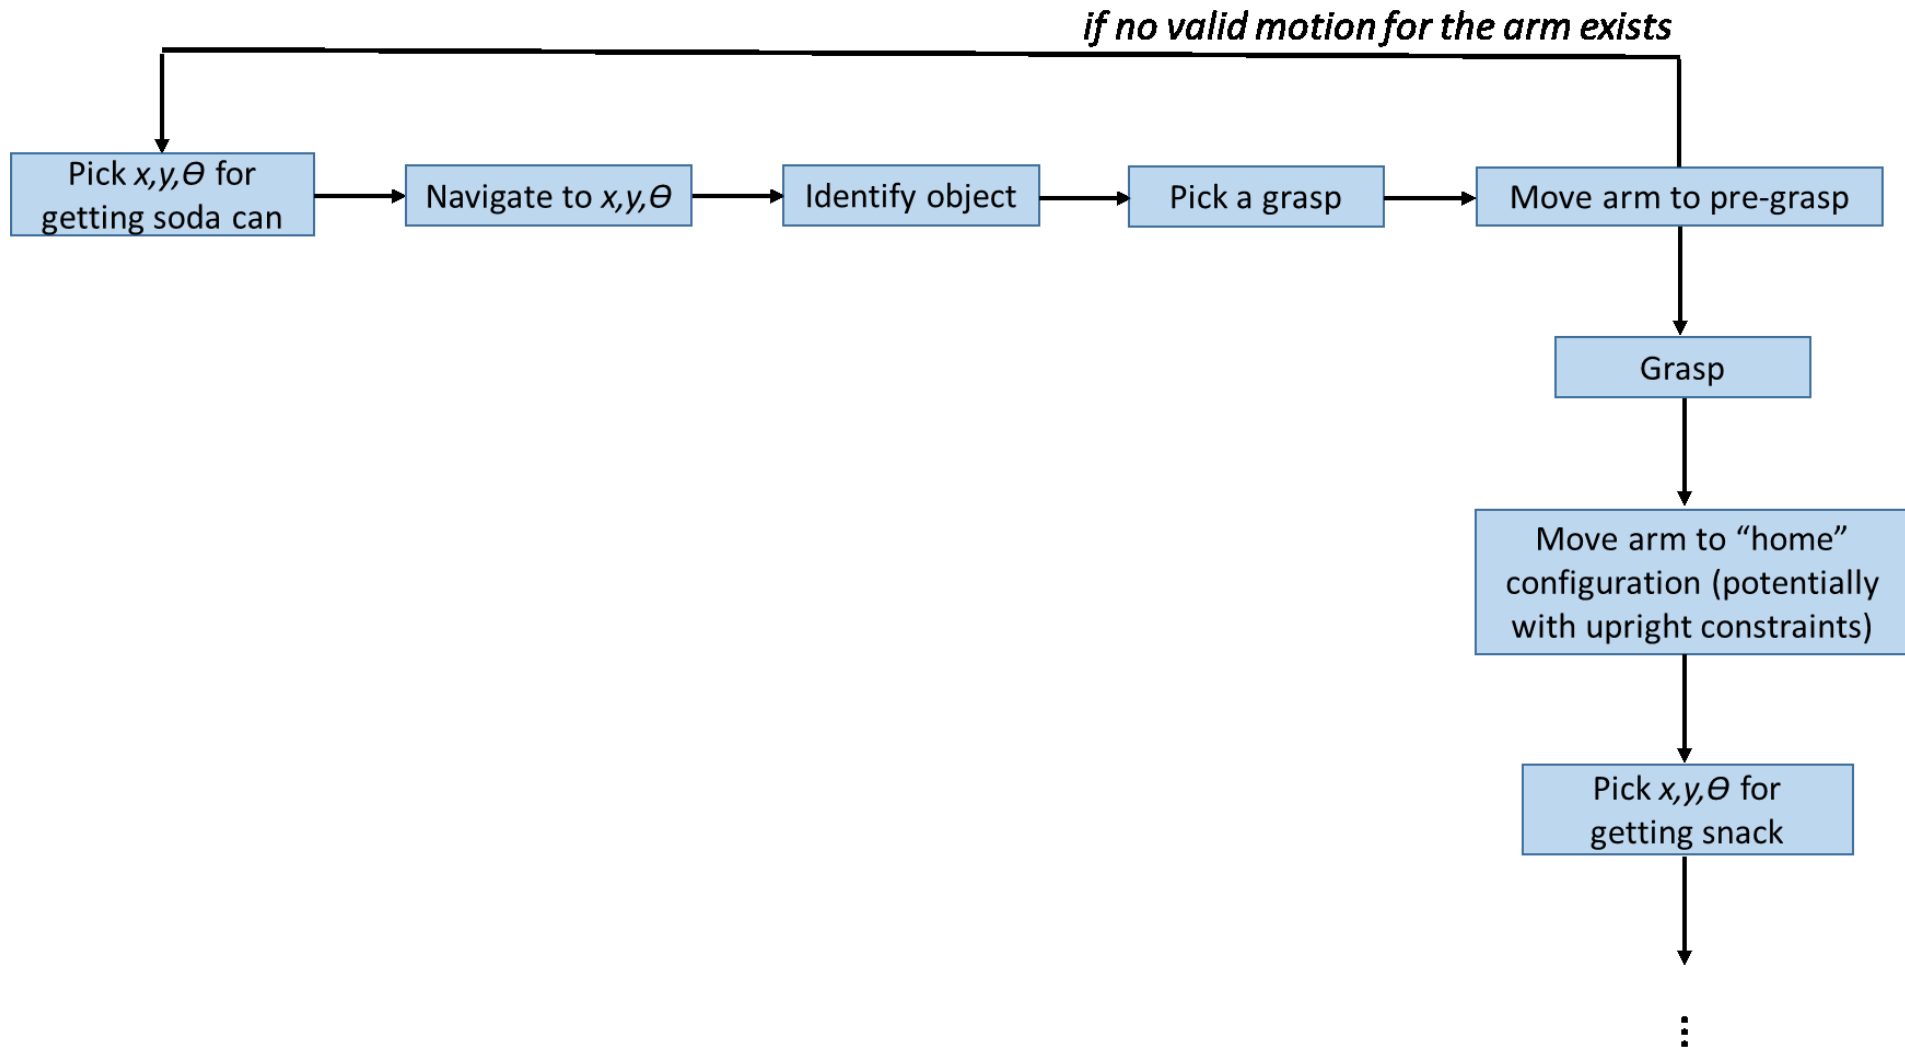 if no valid motion for the arm exists
Pick x,y,ϴ for
getting soda can
Navigate to x,y,ϴ
Identify object
Pick a grasp
Move arm to pre-grasp
Grasp
Move arm to “home”
configuration (potentially
with upright constraints)
Pick x,y,ϴ for
getting snack
⋮